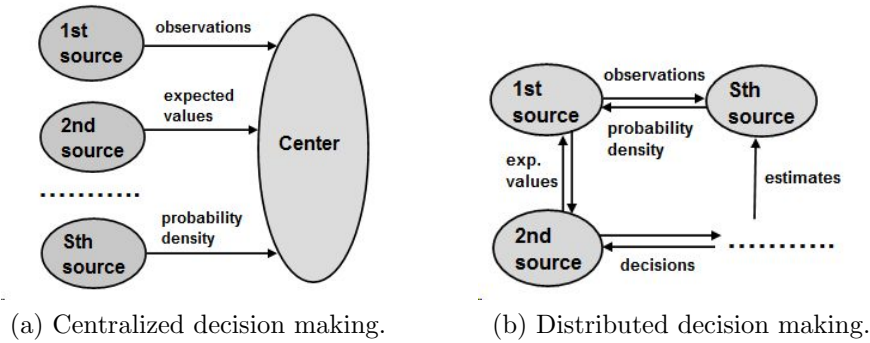 1st
source
observations
2nd
source
expected
values
Sth
source
probability
density
Center
(a) Centralized decision making.
1st
source
observations
Sth
source
probability
density
exp.
values
estimates
2nd
source
decisions
(b) Distributed decision making.